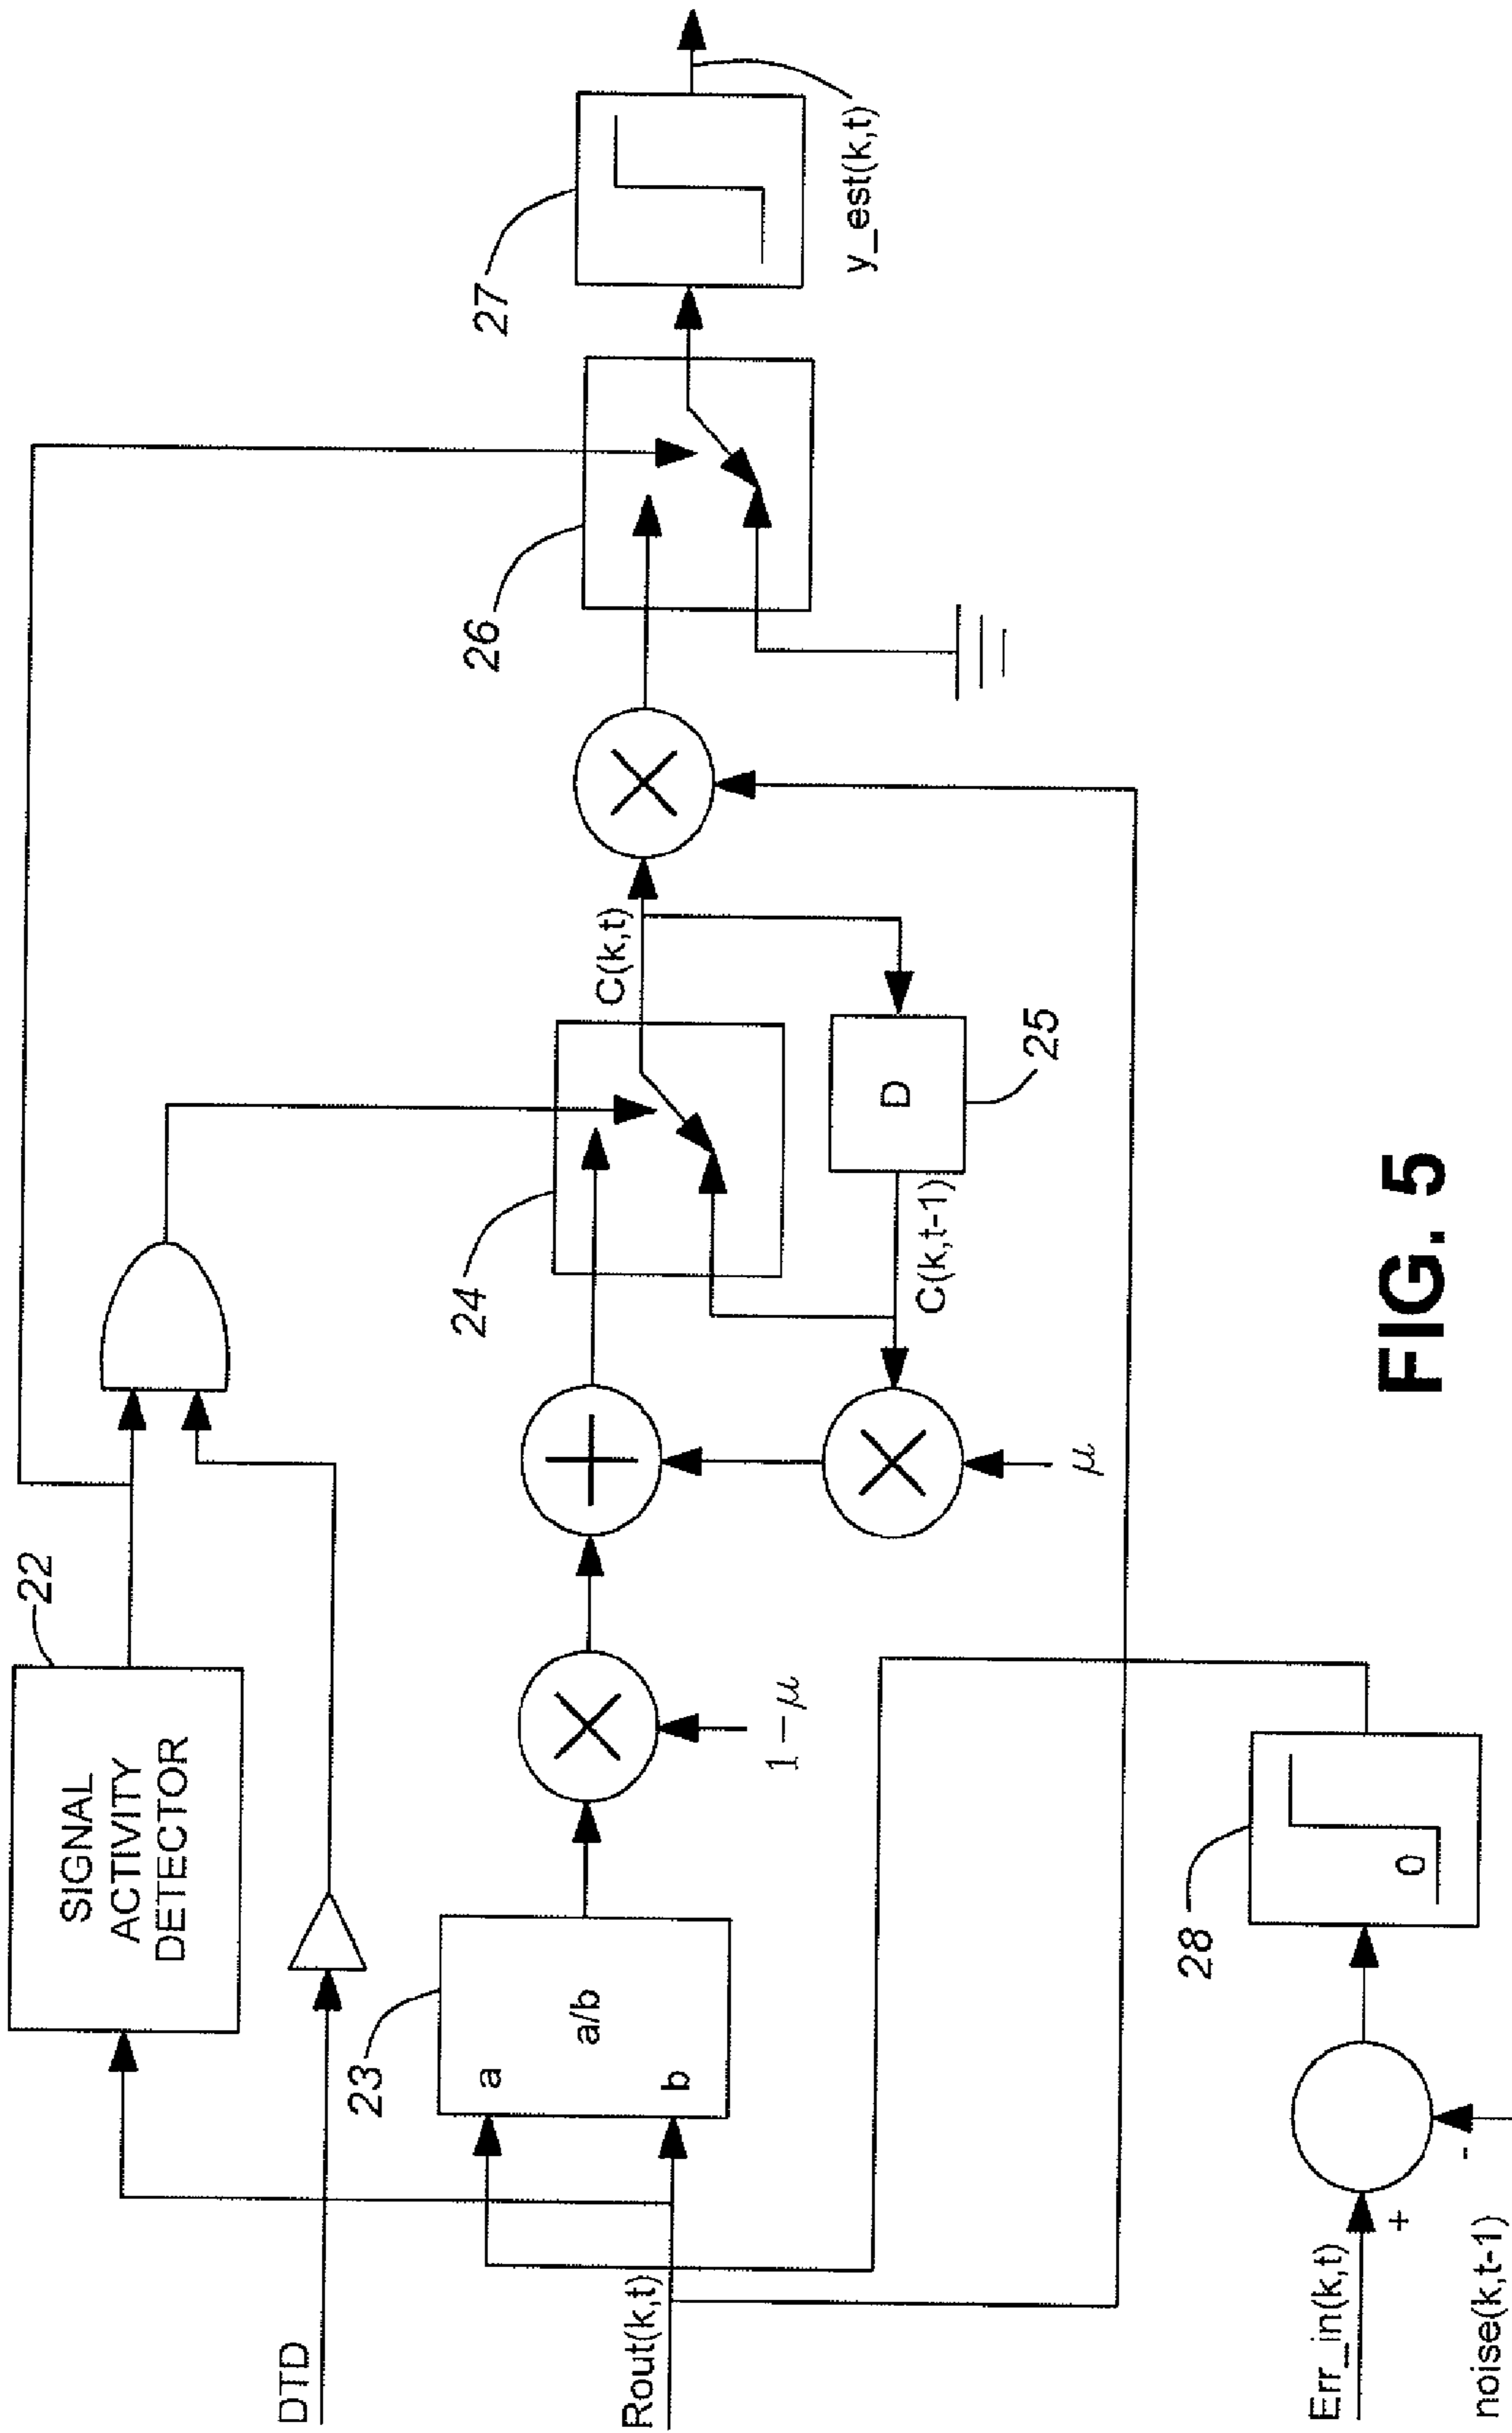 22
SIGNAL
ACTIVITY
DETECTOR
DTD
23
a
a/b
b
Rout(k,t)
1−μ
24
C(k,t)
D
25
C(k,t-1)
μ
26
27
y_est(k,t)
28
0
Err_in(k,t)
+
-
noise(k,t-1)
FIG. 5